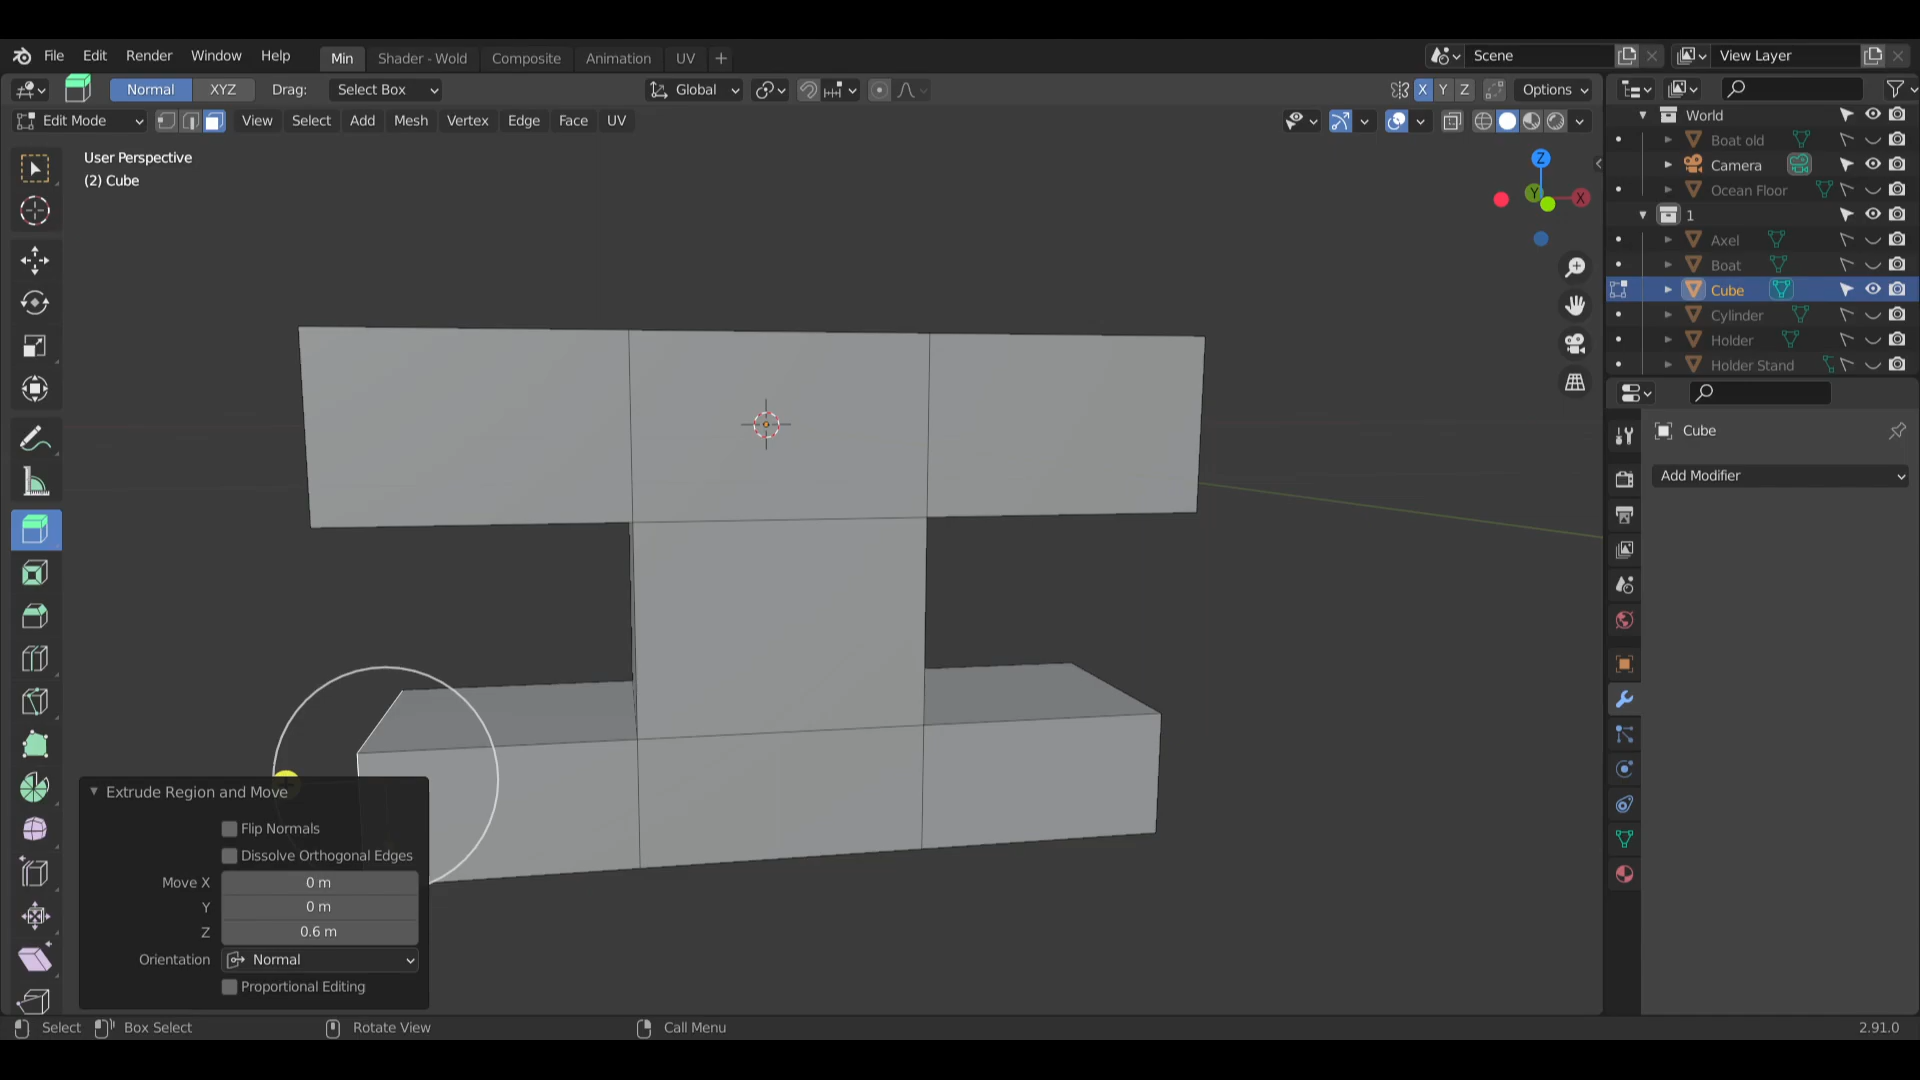 File Edit Render Window Help Min Shader - Wold Composite Animation UV + Scene View Layer
Normal XYZ Drag: Select Box Global X Y Z Options
Edit Mode View Select Add Mesh Vertex Edge Face UV
User Perspective
(2) Cube
Z
Y
X
World
Boat old
Camera
Ocean Floor
1
Axel
Boat
Cube
Cylinder
Holder
Holder Stand
Cube
Add Modifier
Extrude Region and Move
Flip Normals
Dissolve Orthogonal Edges
Move X 0 m
Y 0 m
Z 0.6 m
Orientation Normal
Proportional Editing
Select Box Select Rotate View Call Menu 2.91.0